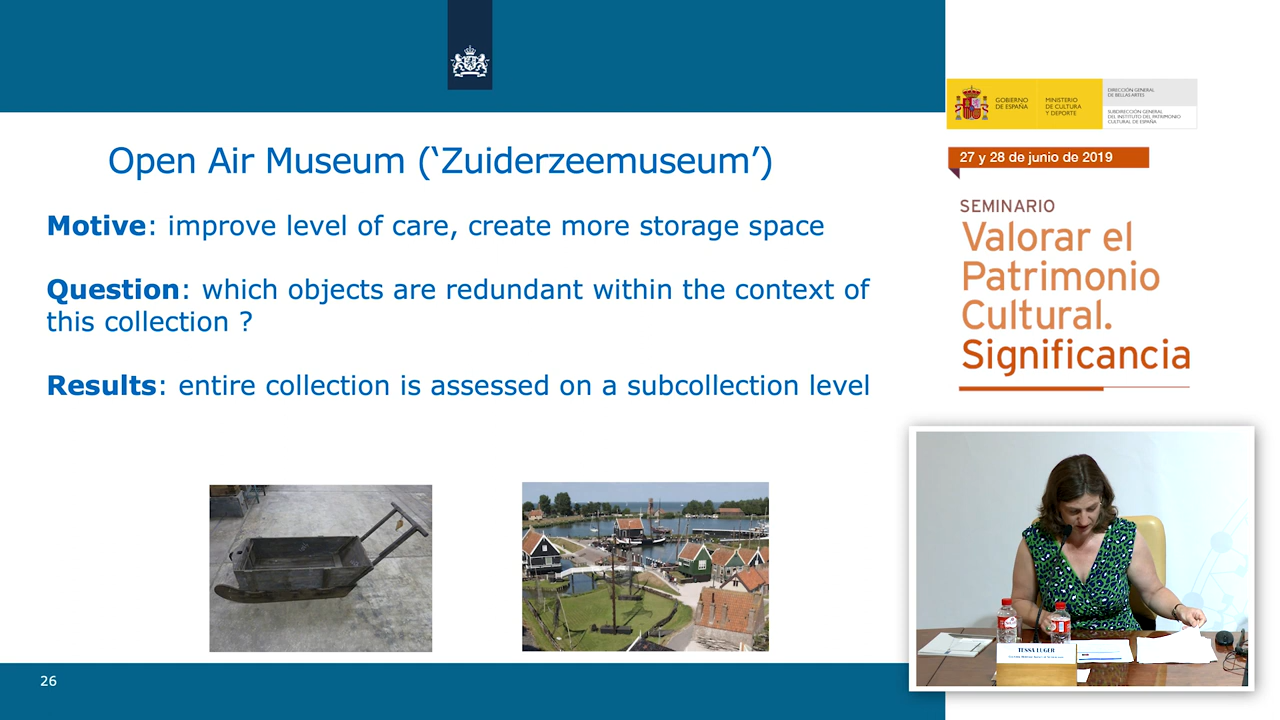 Open Air Museum (‘Zuiderzeemuseum’)
Motive: improve level of care, create more storage space
Question: which objects are redundant within the context of
this collection ?
Results: entire collection is assessed on a subcollection level
26
GOBIERNO
DE ESPAÑA
MINISTERIO
DE CULTURA
Y DEPORTE
DIRECCIÓN GENERAL
DE BELLAS ARTES
SUBDIRECCIÓN GENERAL
DEL INSTITUTO DEL PATRIMONIO
CULTURAL DE ESPAÑA
27 y 28 de junio de 2019
SEMINARIO
Valorar el
Patrimonio
Cultural.
Significancia
TESSA LUGER